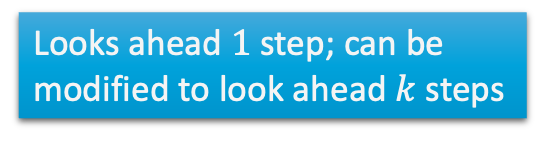 Looks ahead 1 step; can be
modified to look ahead k steps